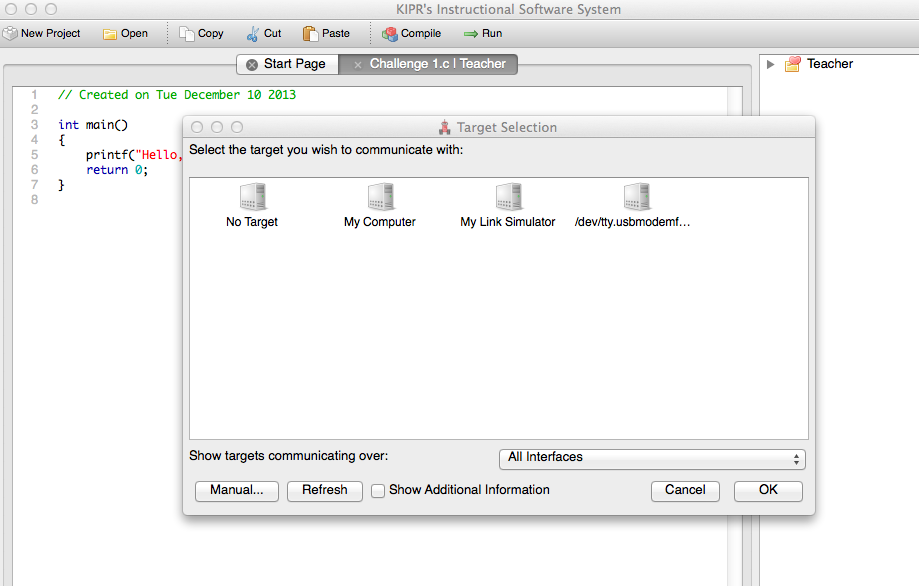 KIPR's Instructional Software System
New Project Open Copy Cut Paste Compile Run
Start Page Challenge 1.c | Teacher
Teacher
1 // Created on Tue December 10 2013
2
3 int main()
4 {
5 printf("Hello,
6 return 0;
7 }
8
Target Selection
Select the target you wish to communicate with:
No Target My Computer My Link Simulator /dev/tty.usbmodemf...
Show targets communicating over: All Interfaces
Manual... Refresh Show Additional Information Cancel OK